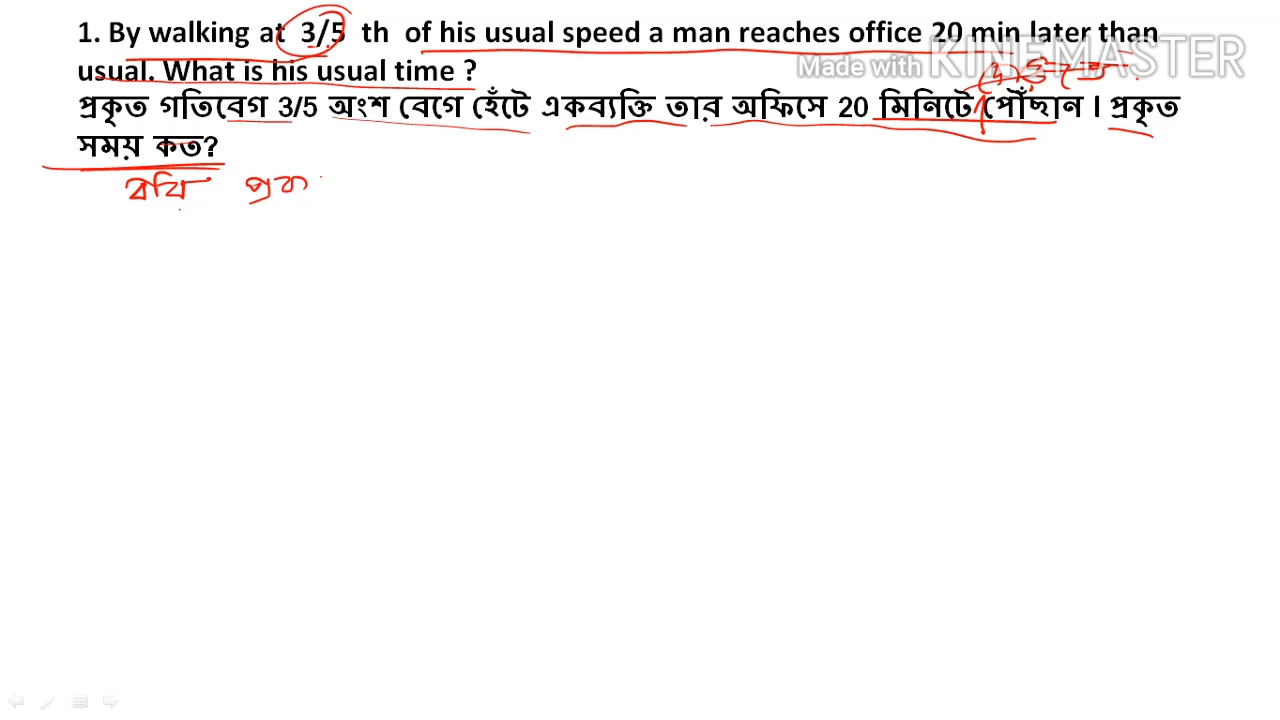 1. By walking at 3/5 th of his usual speed a man reaches office 20 min later than
Made with KINEMASTER
usual. What is his usual time ?
প্রকৃত গতিবেগ 3/5 অংশ বেগে হেঁটে একব্যক্তি তার অফিসে 20 মিনিটে পৌঁছান । প্রকৃত
সময় কত?
ধরি প্রক